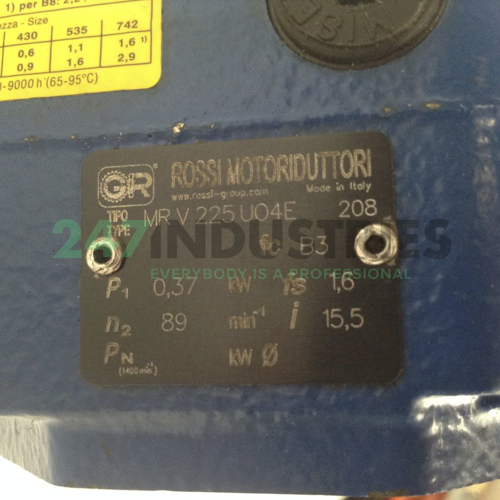 1) per B8: 2,2
zza - Size
430 535 742
0,6 1,1 1,6 1)
0,9 1,6 2,9
-9000 h (65-95°C)
VISE
GR ROSSI MOTORIDUTTORI
www.rossi-group.com Made in Italy
TIPO
TYPE MR V 225 UO4E 208
B3
247 INDUSTRIES
EVERYBODY IS A PROFESSIONAL
P1 0,37 kW fs 1,6
n2 89 min-1 i 15,5
PN kW Ø
(1400 min-1)